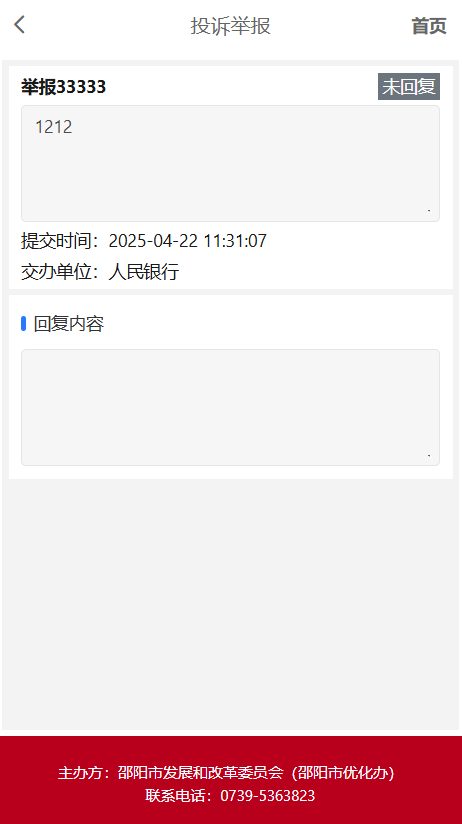 投诉举报
首页
举报33333
未回复
1212
提交时间：2025-04-22 11:31:07
交办单位：人民银行
回复内容
主办方：邵阳市发展和改革委员会（邵阳市优化办）
联系电话：0739-5363823